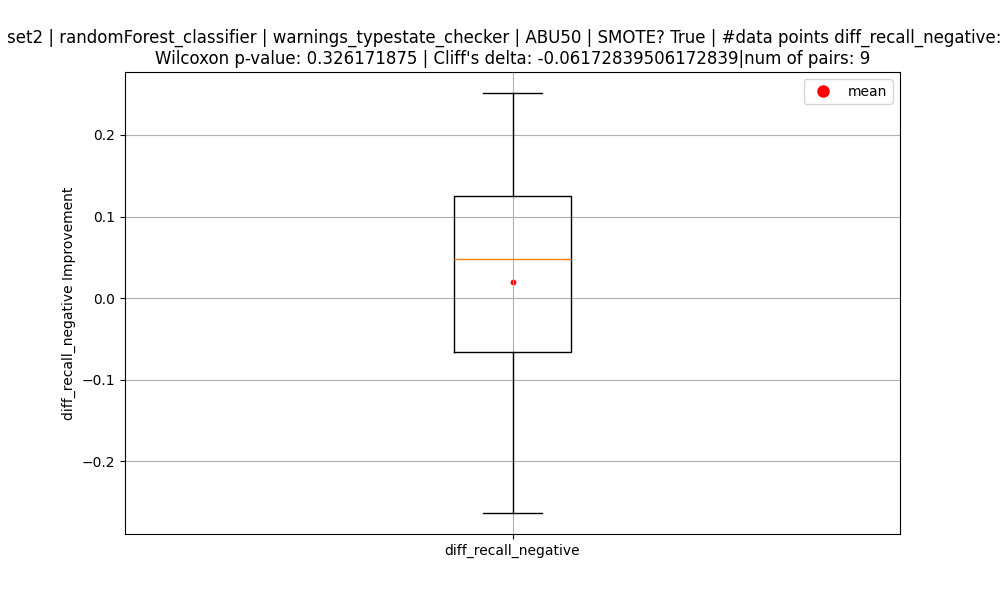 set2 | randomForest_classifier | warnings_typestate_checker | ABU50 | SMOTE? True | #data points diff_recall_negative:
Wilcoxon p-value: 0.326171875 | Cliff's delta: -0.06172839506172839|num of pairs: 9
mean
0.2
0.1
0.0
−0.1
−0.2
diff_recall_negative Improvement
diff_recall_negative